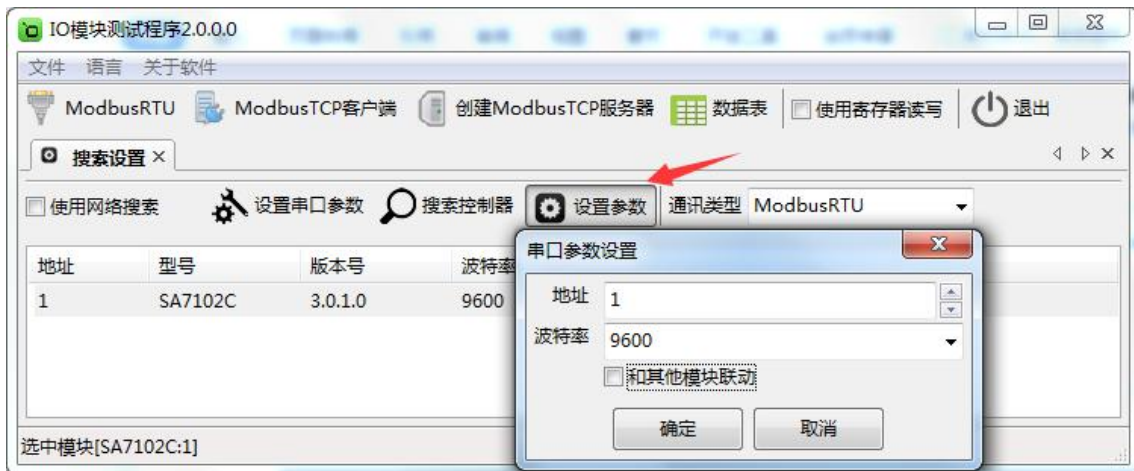 IO模块测试程序2.0.0.0
文件 语言 关于软件
ModbusRTU ModbusTCP客户端 创建ModbusTCP服务器 数据表 使用寄存器读写 退出
搜索设置
使用网络搜索 设置串口参数 搜索控制器 设置参数 通讯类型 ModbusRTU
地址 型号 版本号 波特率
1 SA7102C 3.0.1.0 9600
串口参数设置
地址 1
波特率 9600
和其他模块联动
确定 取消
选中模块[SA7102C:1]